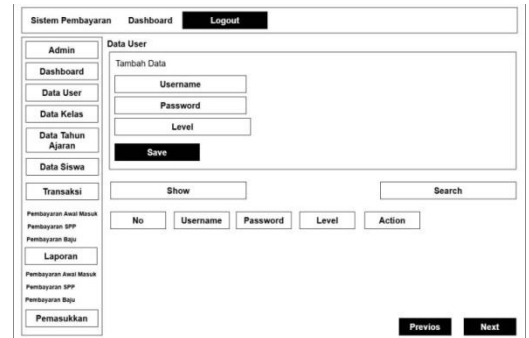 Sistem Pembayaran Dashboard Logout
Admin
Dashboard
Data User
Data Kelas
Data Tahun
Ajaran
Data Siswa
Transaksi
Pembayaran Awal Masuk
Pembayaran SPP
Pembayaran Baju
Laporan
Pembayaran Awal Masuk
Pembayaran SPP
Pembayaran Baju
Pemasukkan
Data User
Tambah Data
Username
Password
Level
Save
Show Search
No Username Password Level Action
Previos Next